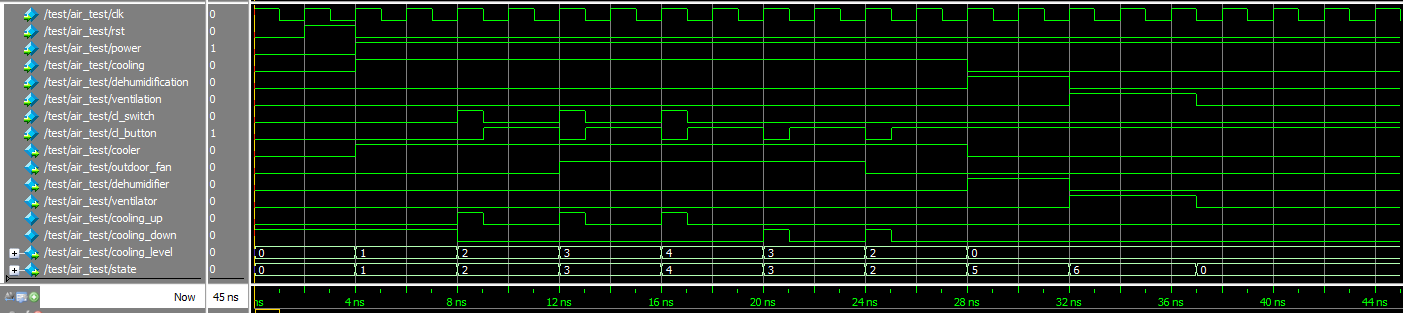 /test/air_test/clk 0
/test/air_test/rst 0
/test/air_test/power 1
/test/air_test/cooling 0
/test/air_test/dehumidification 0
/test/air_test/ventilation 0
/test/air_test/cl_switch 0
/test/air_test/cl_button 1
/test/air_test/cooler 0
/test/air_test/outdoor_fan 0
/test/air_test/dehumidifier 0
/test/air_test/ventilator 0
/test/air_test/cooling_up 0
/test/air_test/cooling_down 0
/test/air_test/cooling_level 0 0 1 2 3 4 3 2 0
/test/air_test/state 0 0 1 2 3 4 3 2 5 6 0
Now 45 ns ns 4 ns 8 ns 12 ns 16 ns 20 ns 24 ns 28 ns 32 ns 36 ns 40 ns 44 ns